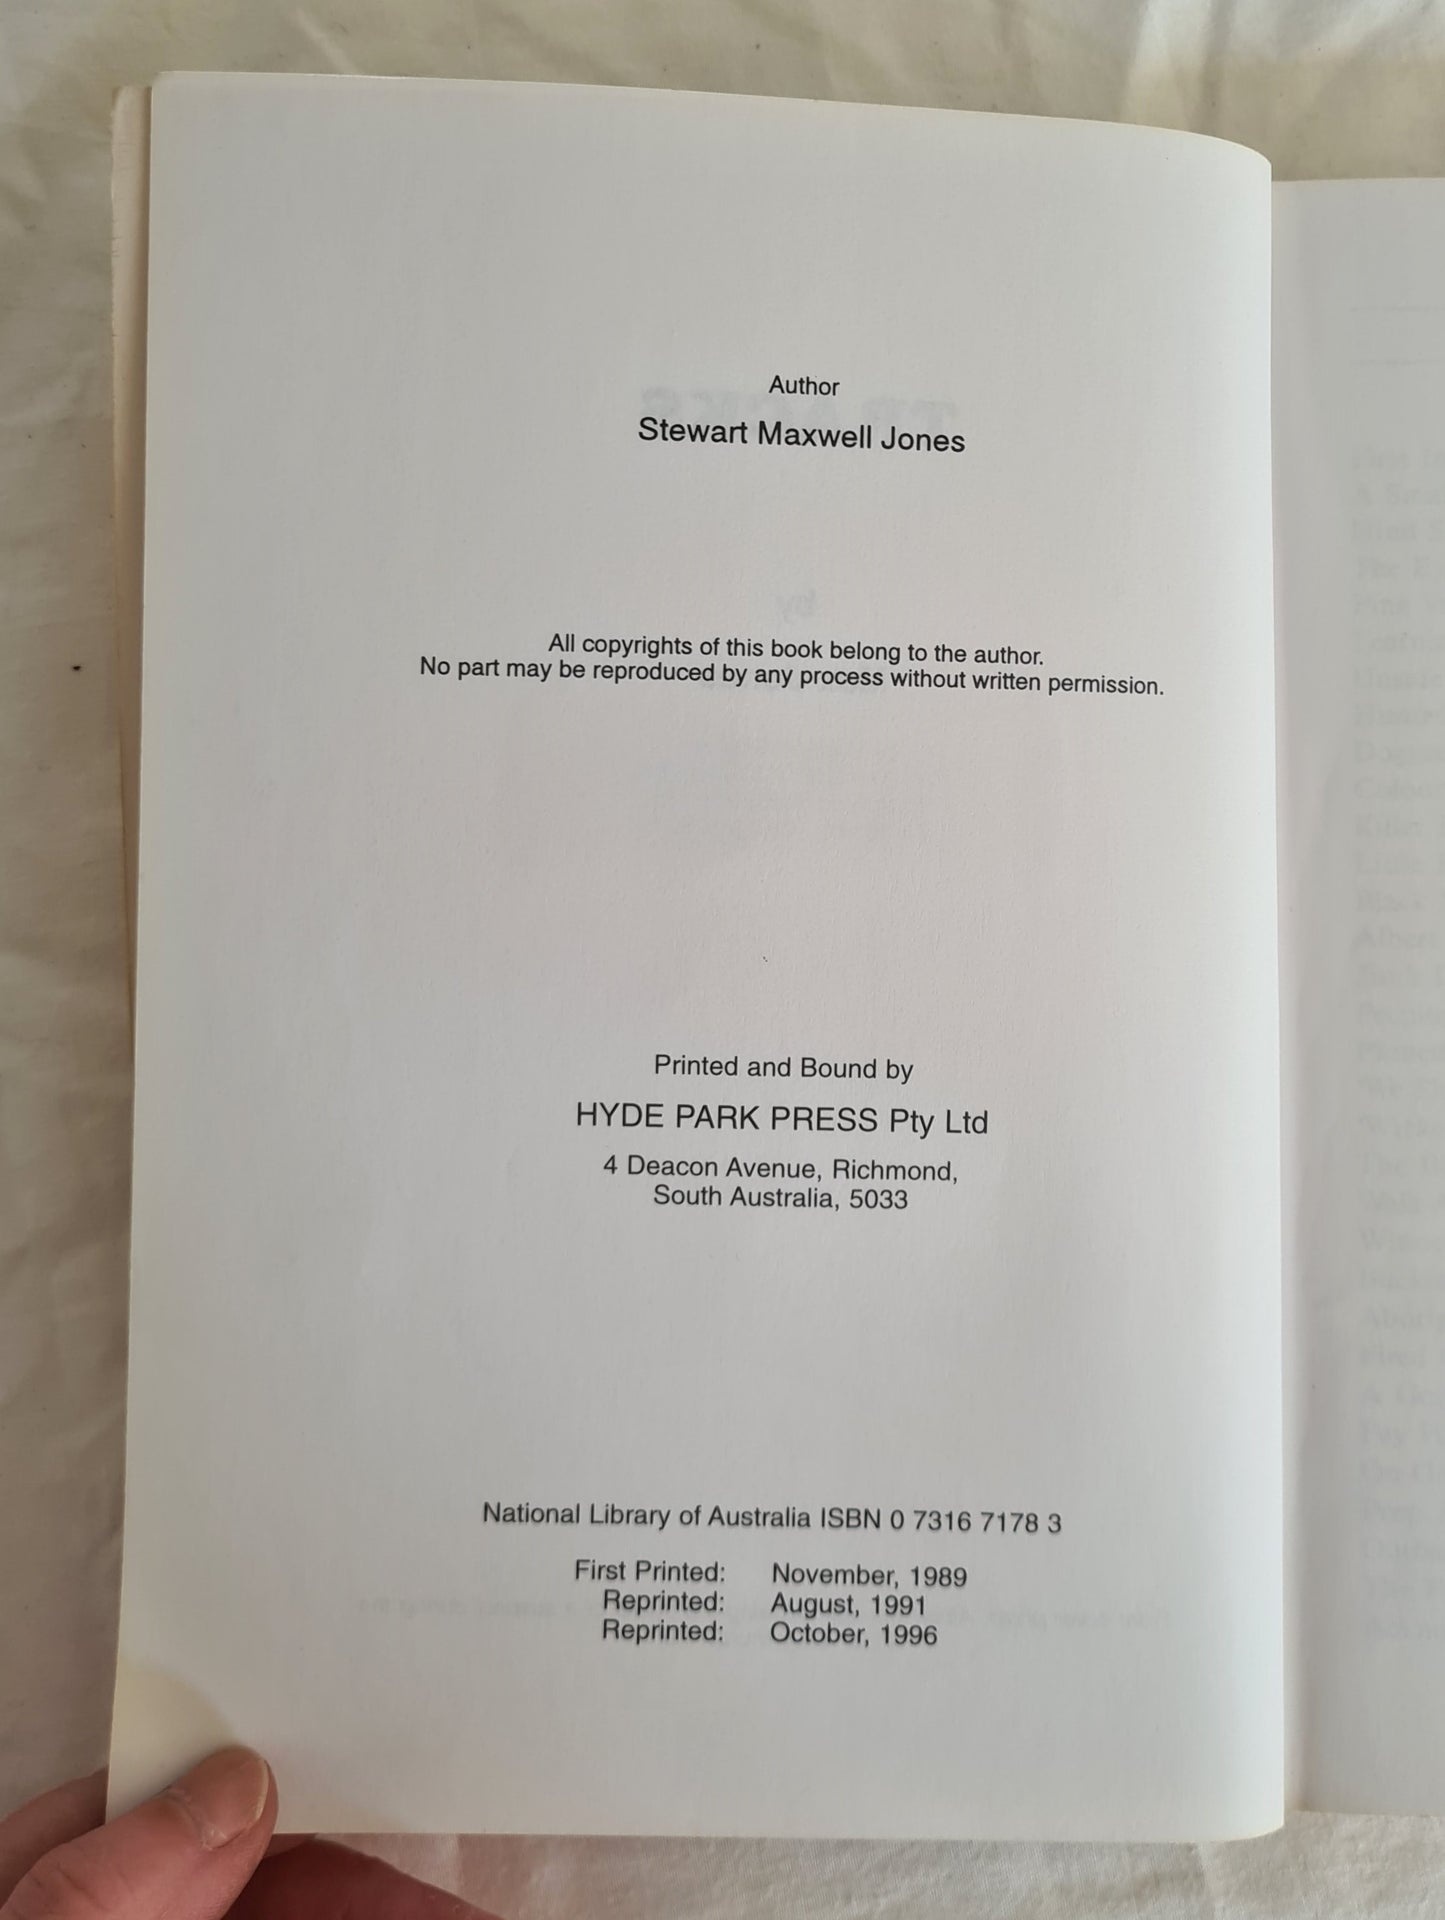 Author
Stewart Maxwell Jones
All copyrights of this book belong to the author.
No part may be reproduced by any process without written permission.
Printed and Bound by
HYDE PARK PRESS Pty Ltd
4 Deacon Avenue, Richmond,
South Australia, 5033
National Library of Australia ISBN 0 7316 7178 3
First Printed: November, 1989
Reprinted: August, 1991
Reprinted: October, 1996